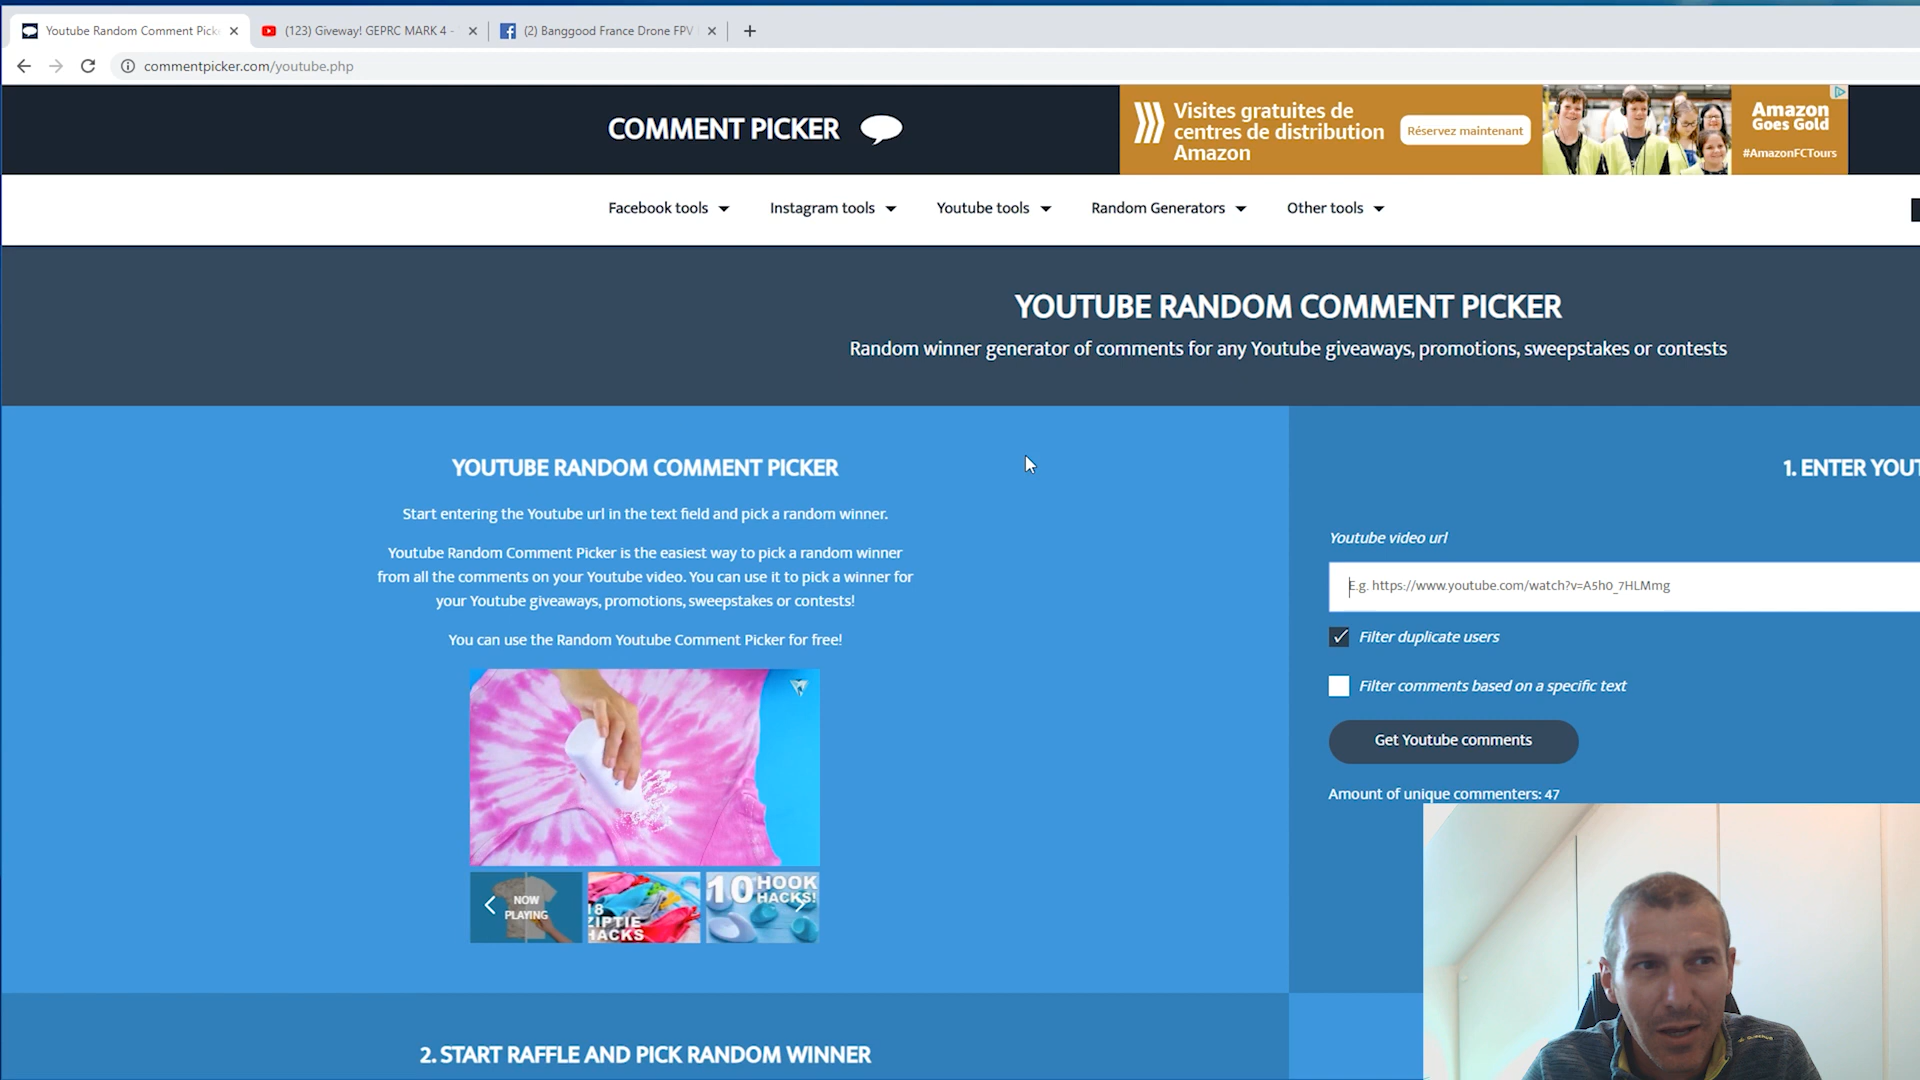 Youtube Random Comment Pick
(123) Giveway! GEPRC MARK 4 -
(2) Banggood France Drone FPV
commentpicker.com/youtube.php
COMMENT PICKER
Visites gratuites de
centres de distribution
Amazon
Réservez maintenant
Amazon
Goes Gold
#AmazonFCTours
Facebook tools
Instagram tools
Youtube tools
Random Generators
Other tools
YOUTUBE RANDOM COMMENT PICKER
Random winner generator of comments for any Youtube giveaways, promotions, sweepstakes or contests
YOUTUBE RANDOM COMMENT PICKER
Start entering the Youtube url in the text field and pick a random winner.
Youtube Random Comment Picker is the easiest way to pick a random winner
from all the comments on your Youtube video. You can use it to pick a winner for
your Youtube giveaways, promotions, sweepstakes or contests!
You can use the Random Youtube Comment Picker for free!
NOW
PLAYING
18
ZIPTIE
HACKS
10 HOOK
HACKS!
1. ENTER YOUT
Youtube video url
E.g. https://www.youtube.com/watch?v=A5h0_7HLMmg
Filter duplicate users
Filter comments based on a specific text
Get Youtube comments
Amount of unique commenters: 47
2. START RAFFLE AND PICK RANDOM WINNER